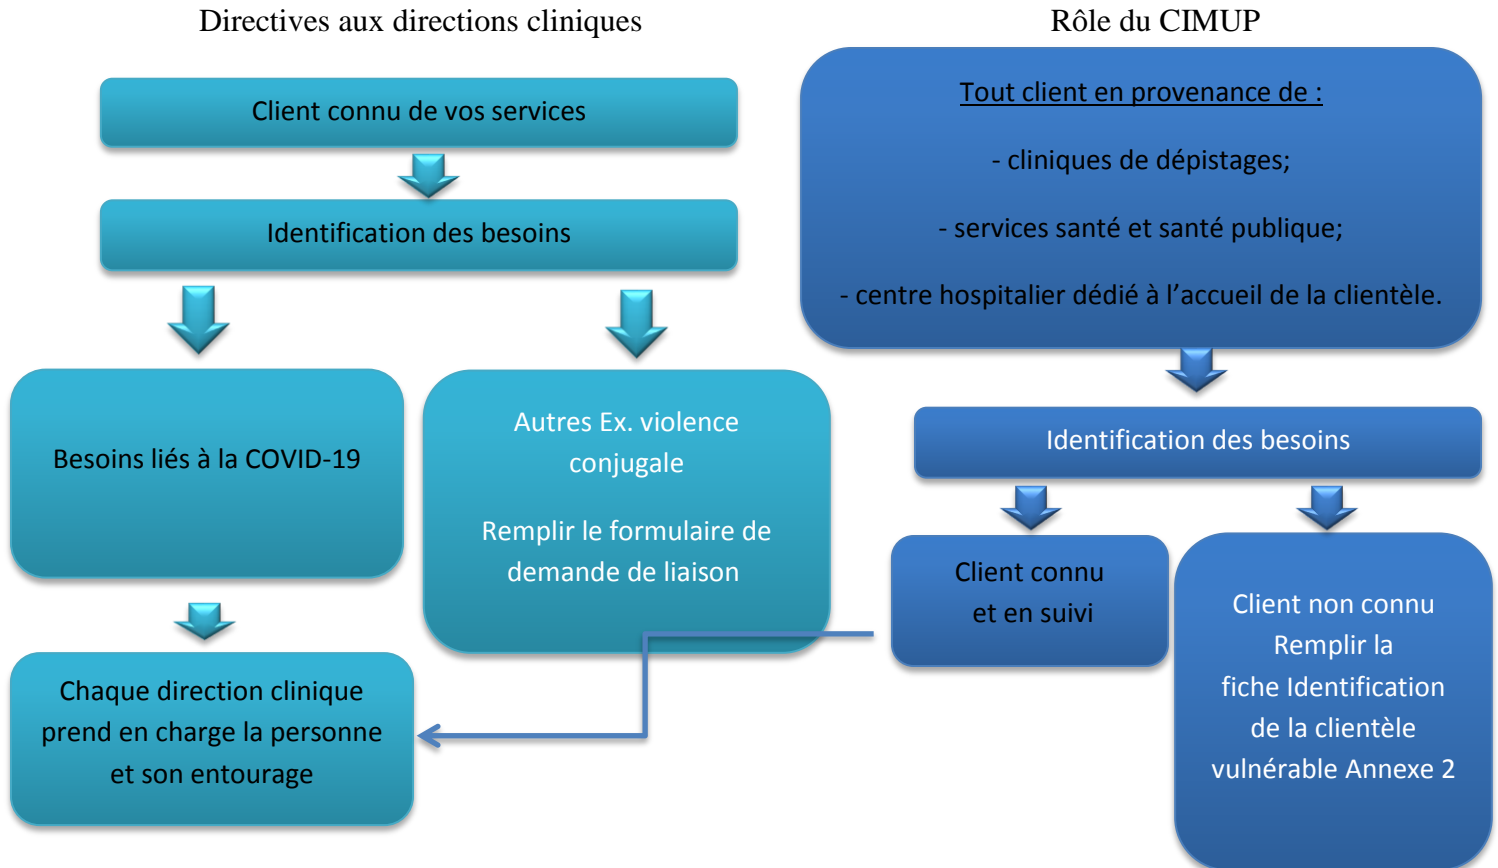 Directives aux directions cliniques
Client connu de vos services
Identification des besoins
Besoins liés à la COVID-19
Autres Ex. violence
conjugale
Remplir le formulaire de
demande de liaison
Chaque direction clinique
prend en charge la personne
et son entourage
Rôle du CIMUP
Tout client en provenance de :
- cliniques de dépistages;
- services santé et santé publique;
- centre hospitalier dédié à l’accueil de la clientèle.
Identification des besoins
Client connu
et en suivi
Client non connu
Remplir la
fiche Identification
de la clientèle
vulnérable Annexe 2